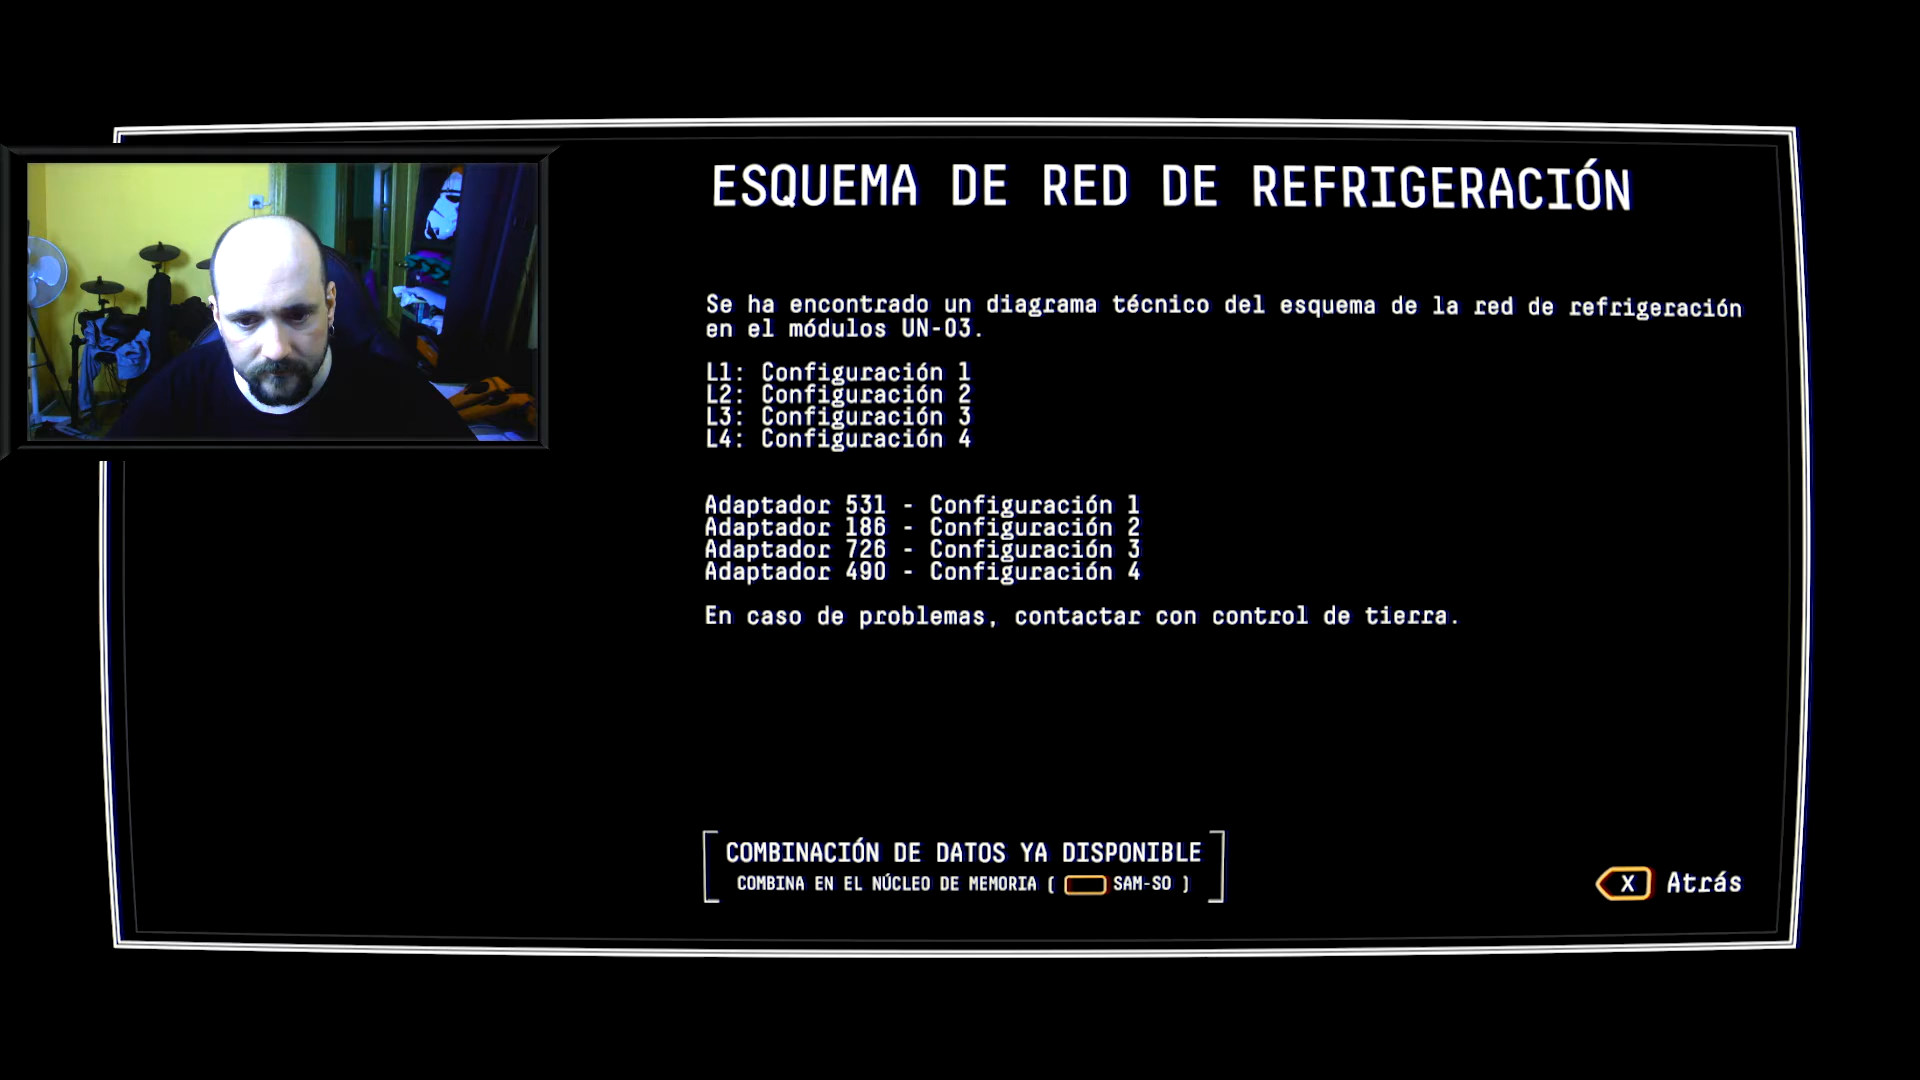 ESQUEMA DE RED DE REFRIGERACIÓN
Se ha encontrado un diagrama técnico del esquema de la red de refrigeración
en el módulos UN-03.
L1: Configuración 1
L2: Configuración 2
L3: Configuración 3
L4: Configuración 4
Adaptador 531 - Configuración 1
Adaptador 186 - Configuración 2
Adaptador 726 - Configuración 3
Adaptador 490 - Configuración 4
En caso de problemas, contactar con control de tierra.
COMBINACIÓN DE DATOS YA DISPONIBLE
COMBINA EN EL NÚCLEO DE MEMORIA ( SAM-SO )
X Atrás